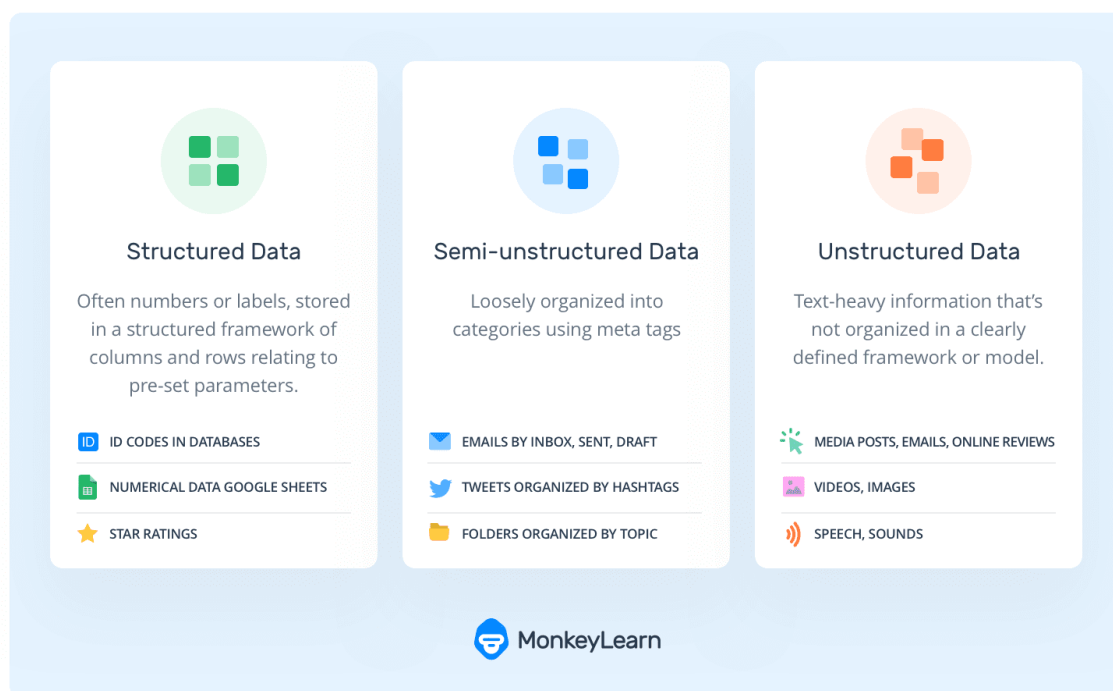 Structured Data
Often numbers or labels, stored
in a structured framework of
columns and rows relating to
pre-set parameters.
ID
ID CODES IN DATABASES
NUMERICAL DATA GOOGLE SHEETS
STAR RATINGS
Semi-unstructured Data
Loosely organized into
categories using meta tags
EMAILS BY INBOX, SENT, DRAFT
TWEETS ORGANIZED BY HASHTAGS
FOLDERS ORGANIZED BY TOPIC
Unstructured Data
Text-heavy information that’s
not organized in a clearly
defined framework or model.
MEDIA POSTS, EMAILS, ONLINE REVIEWS
VIDEOS, IMAGES
SPEECH, SOUNDS
MonkeyLearn